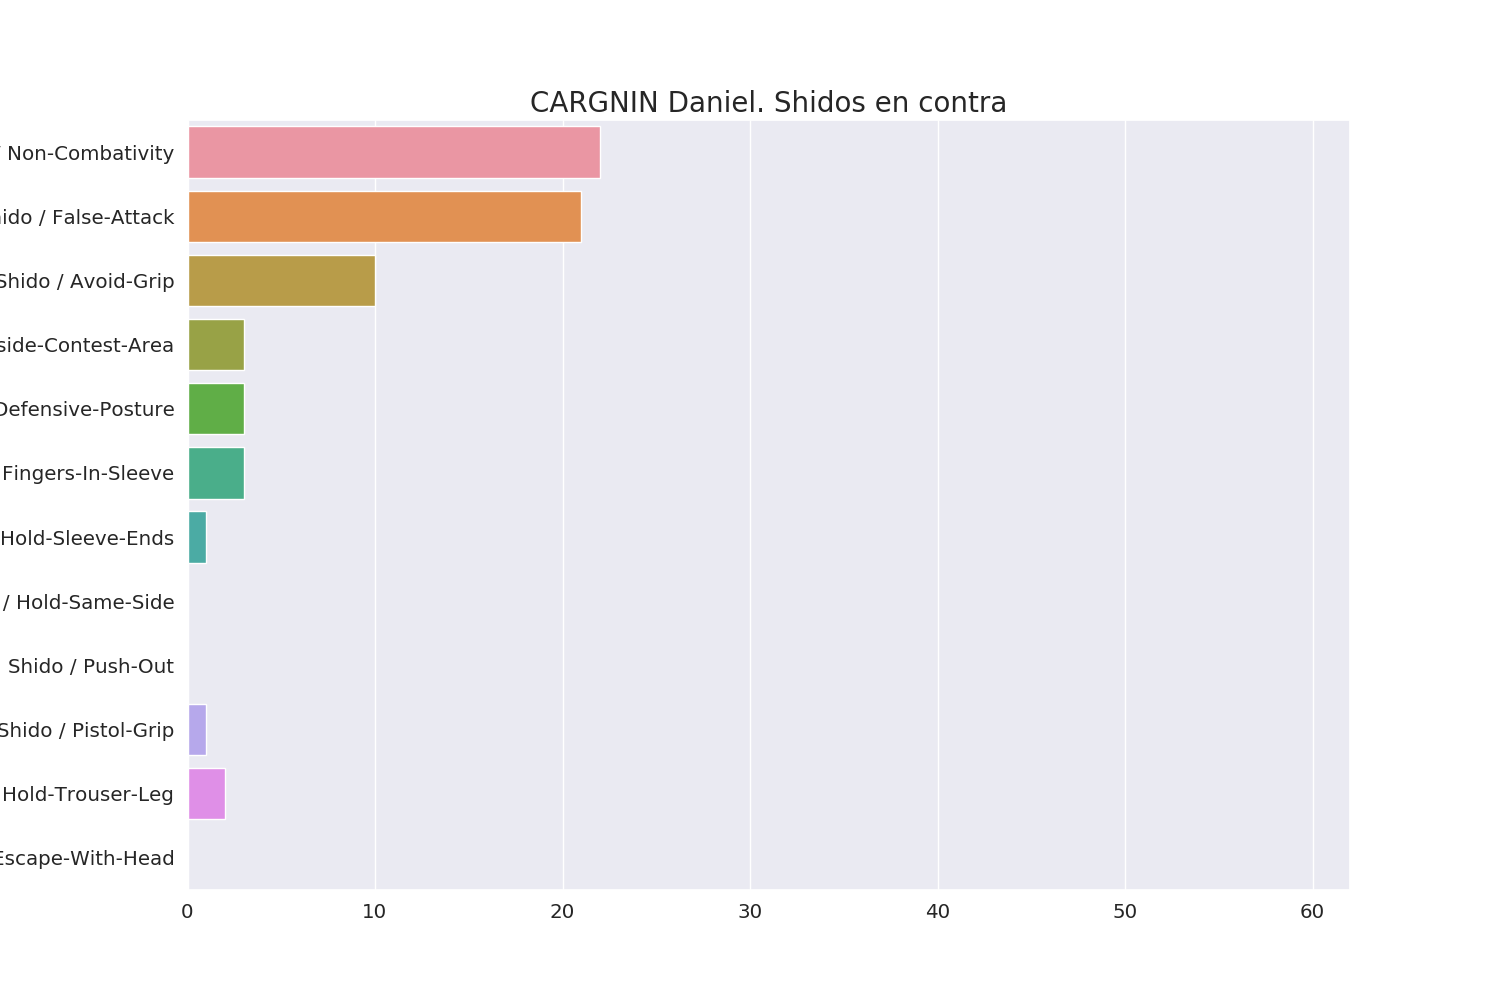 CARGNIN Daniel. Shidos en contra
/ Non-Combativity
ido / False-Attack
Shido / Avoid-Grip
side-Contest-Area
Defensive-Posture
Fingers-In-Sleeve
Hold-Sleeve-Ends
/ Hold-Same-Side
Shido / Push-Out
Shido / Pistol-Grip
Hold-Trouser-Leg
Escape-With-Head
0 10 20 30 40 50 60